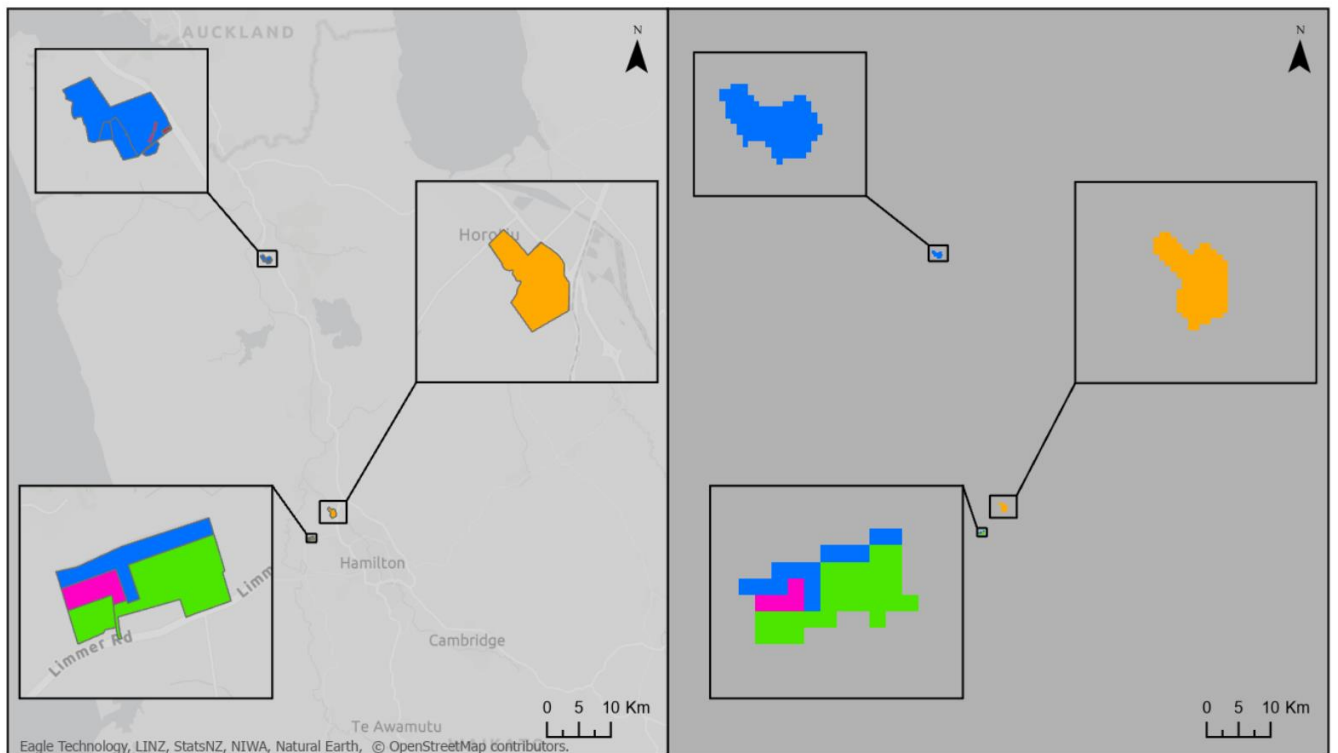 AUCKLAND
N
N
Horotiu
Limmer Rd
Limm
Hamilton
Cambridge
Te Awamutu
0 5 10 Km
0 5 10 Km
Eagle Technology, LINZ, StatsNZ, NIWA, Natural Earth, © OpenStreetMap contributors.